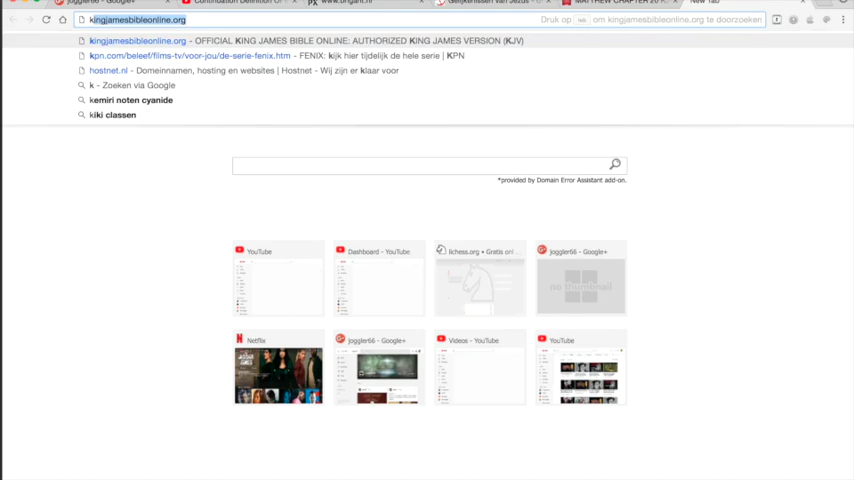 joggler66 - Google+
Continuation Definition Of
www.brigant.nl
Gelijkenissen van Jezus
MATTHEW CHAPTER 20 KJV
New Tab
kingjamesbibleonline.org
Druk op tab om kingjamesbibleonline.org te doorzoeken
kingjamesbibleonline.org - OFFICIAL KING JAMES BIBLE ONLINE: AUTHORIZED KING JAMES VERSION (KJV)
kpn.com/beleef/films-tv/voor-jou/de-serie-fenix.htm - FENIX: kijk hier tijdelijk de hele serie | KPN
hostnet.nl - Domeinnamen, hosting en websites | Hostnet - Wij zijn er klaar voor
k - Zoeken via Google
kemiri noten cyanide
kiki classen
*provided by Domain Error Assistant add-on.
YouTube
Dashboard - YouTube
lichess.org • Gratis onl ...
joggler66 - Google+
no thumbnail
Netflix
joggler66 - Google+
Videos - YouTube
YouTube